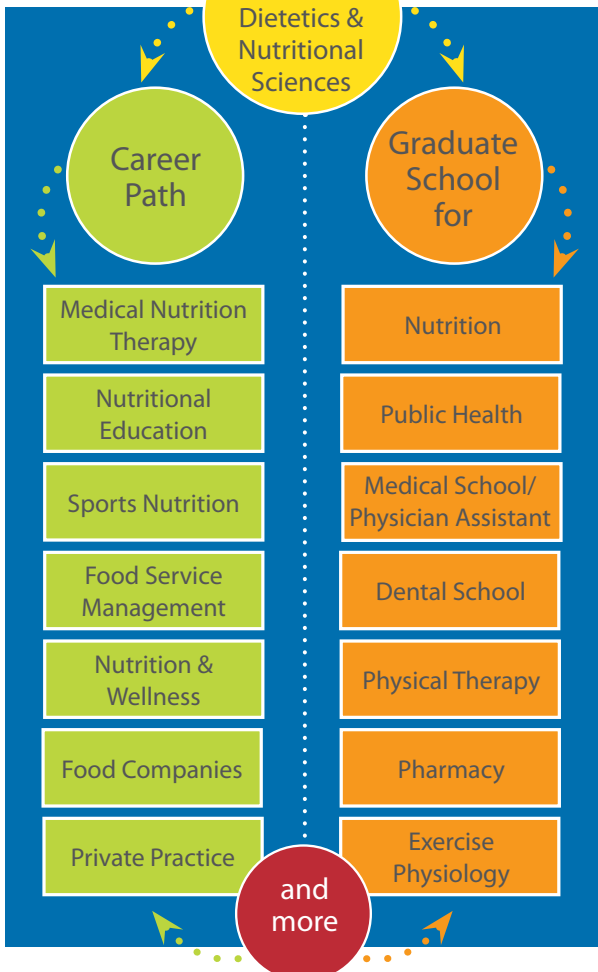 Dietetics &
Nutritional
Sciences
Career
Path
Medical Nutrition
Therapy
Nutritional
Education
Sports Nutrition
Food Service
Management
Nutrition &
Wellness
Food Companies
Private Practice
Graduate
School
for
Nutrition
Public Health
Medical School/
Physician Assistant
Dental School
Physical Therapy
Pharmacy
Exercise
Physiology
and
more